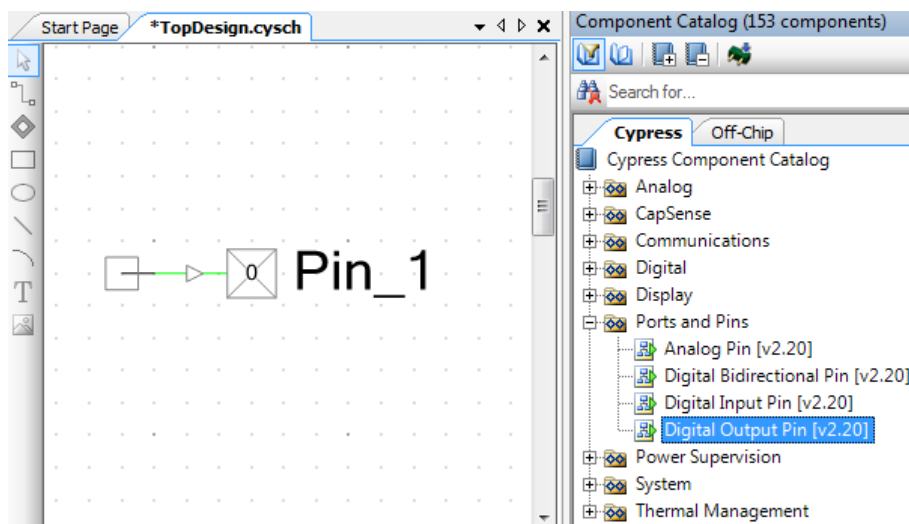 Start Page
*TopDesign.cysch
0
Pin_1
T
Component Catalog (153 components)
Search for...
Cypress
Off-Chip
Cypress Component Catalog
Analog
CapSense
Communications
Digital
Display
Ports and Pins
Analog Pin [v2.20]
Digital Bidirectional Pin [v2.20]
Digital Input Pin [v2.20]
Digital Output Pin [v2.20]
Power Supervision
System
Thermal Management